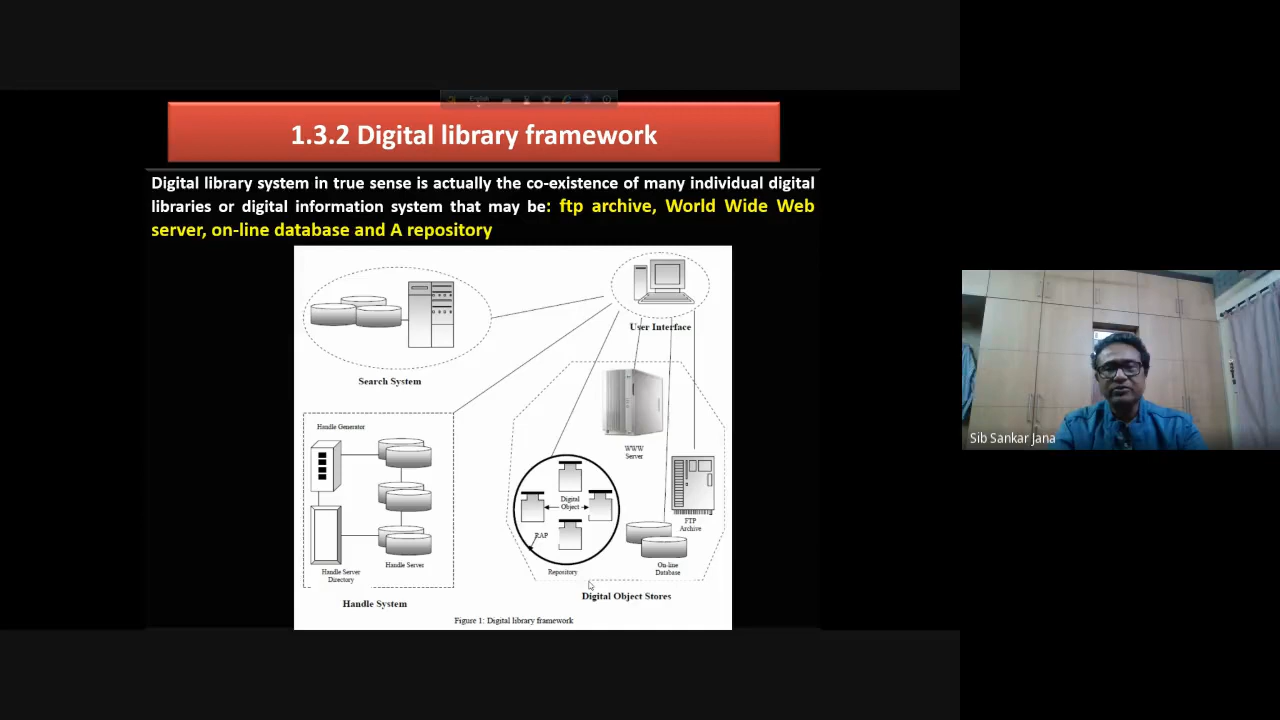 English
1.3.2 Digital library framework
Digital library system in true sense is actually the co-existence of many individual digital
libraries or digital information system that may be: ftp archive, World Wide Web
server, on-line database and A repository
User Interface
Search System
Handle Generator
WWW
Server
Digital
Object
FTP
Archive
RAP
Handle Server
Handle Server
Directory
On-line
Database
Repository
Handle System
Digital Object Stores
Figure 1: Digital library framework
Sib Sankar Jana